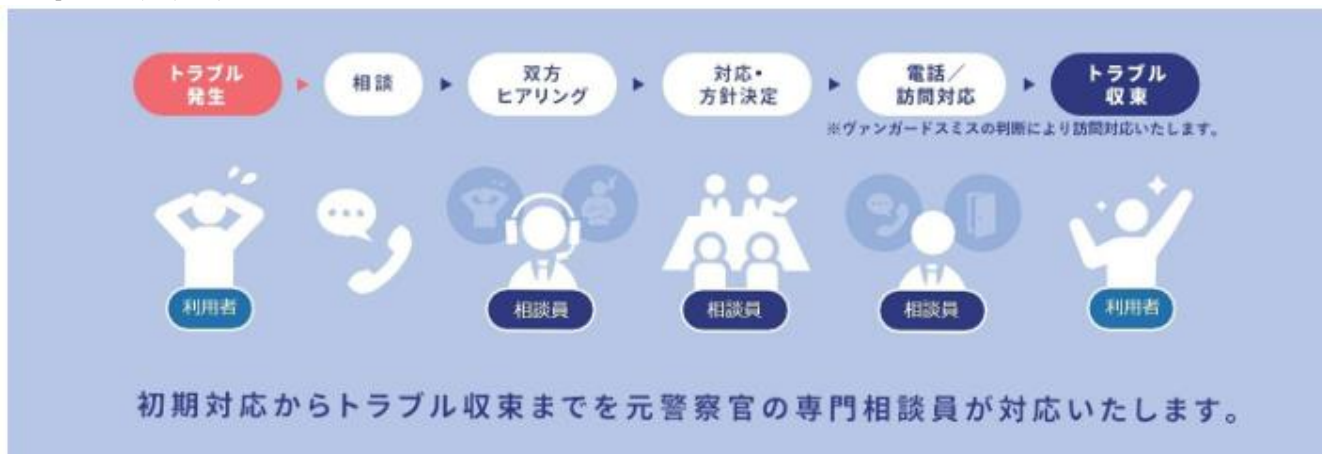 トラブル
発生
相談
双方
ヒアリング
対応・
方針決定
電話／
訪問対応
トラブル
収束
※ヴァンガードスミスの判断により訪問対応いたします。
利用者
相談員
相談員
相談員
利用者
初期対応からトラブル収束までを元警察官の専門相談員が対応いたします。